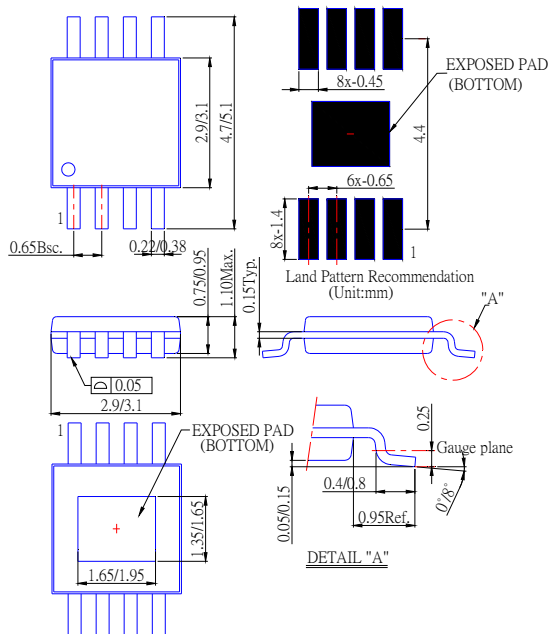 2.9/3.1
4.7/5.1
1
0.65Bsc.
0.22/0.38
8x-0.45
EXPOSED PAD
(BOTTOM)
4.4
6x-0.65
8x-1.4
1
Land Pattern Recommendation
(Unit:mm)
0.75/0.95
1.10Max.
0.15Typ.
"A"
D 0.05
2.9/3.1
1
EXPOSED PAD
(BOTTOM)
1.35/1.65
1.65/1.95
0.25
Gauge plane
0.4/0.8
0.05/0.15
0.95Ref.
0°/8°
DETAIL "A"